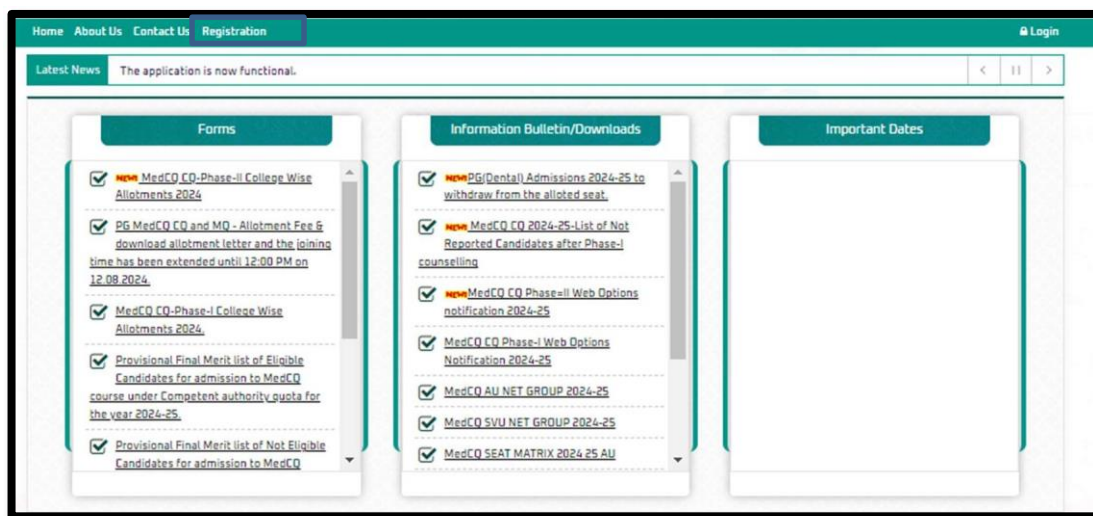 Home About Us Contact Us Registration Login
Latest News The application is now functional.
Forms
NEW! MedCQ CQ-Phase-II College Wise
Allotments 2024
PG MedCQ CQ and MQ - Allotment Fee &
download allotment letter and the joining
time has been extended until 12:00 PM on
12.08.2024.
MedCQ CQ-Phase-I College Wise
Allotments 2024.
Provisional Final Merit list of Eligible
Candidates for admission to MedCQ
course under Competent authority quota for
the year 2024-25.
Provisional Final Merit list of Not Eligible
Candidates for admission to MedCQ
Information Bulletin/Downloads
NEW! PG(Dental) Admissions 2024-25 to
withdraw from the alloted seat.
NEW! MedCQ CQ 2024-25-List of Not
Reported Candidates after Phase-I
counselling
NEW! MedCQ CQ Phase=II Web Options
notification 2024-25
MedCQ CQ Phase-I Web Options
Notification 2024-25
MedCQ AU NET GROUP 2024-25
MedCQ SVU NET GROUP 2024-25
MedCQ SEAT MATRIX 2024 25 AU
Important Dates